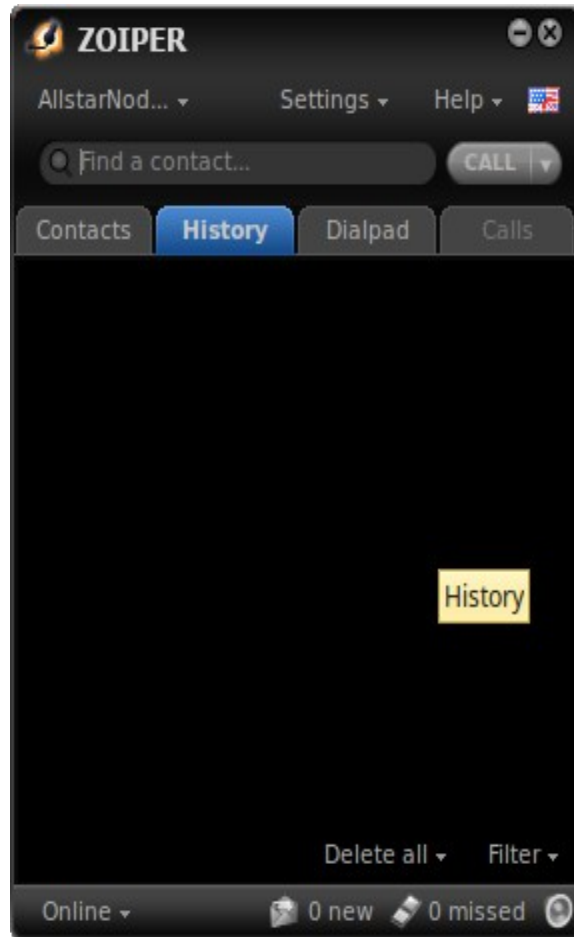 ZOIPER
AllstarNod... Settings Help
Find a contact... CALL
Contacts History Dialpad Calls
History
Delete all Filter
Online 0 new 0 missed